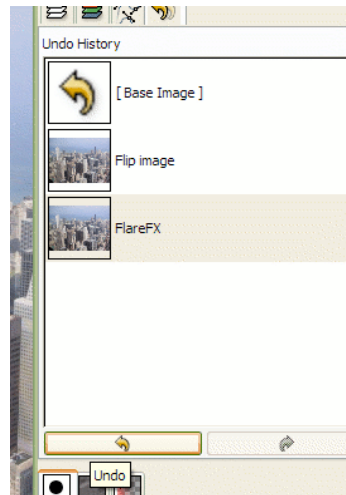 Undo History
[ Base Image ]
Flip image
FlareFX
Undo